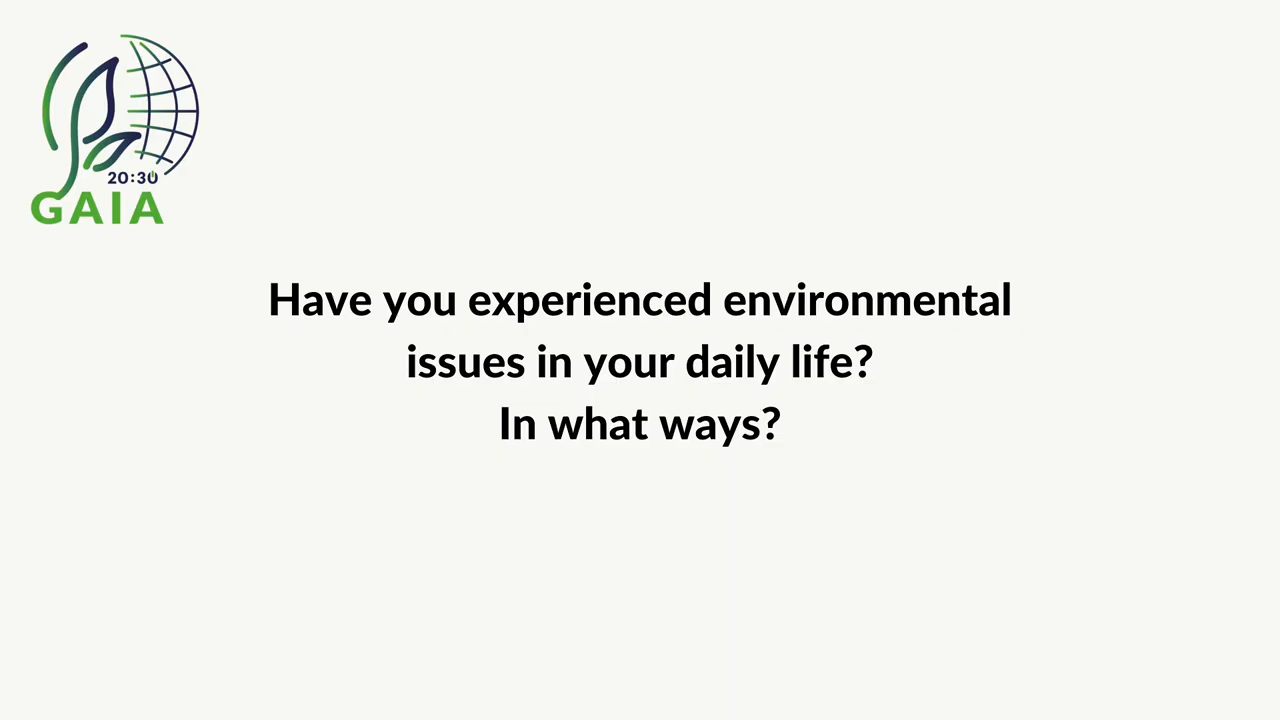 20:30
GAIA
Have you experienced environmental
issues in your daily life?
In what ways?